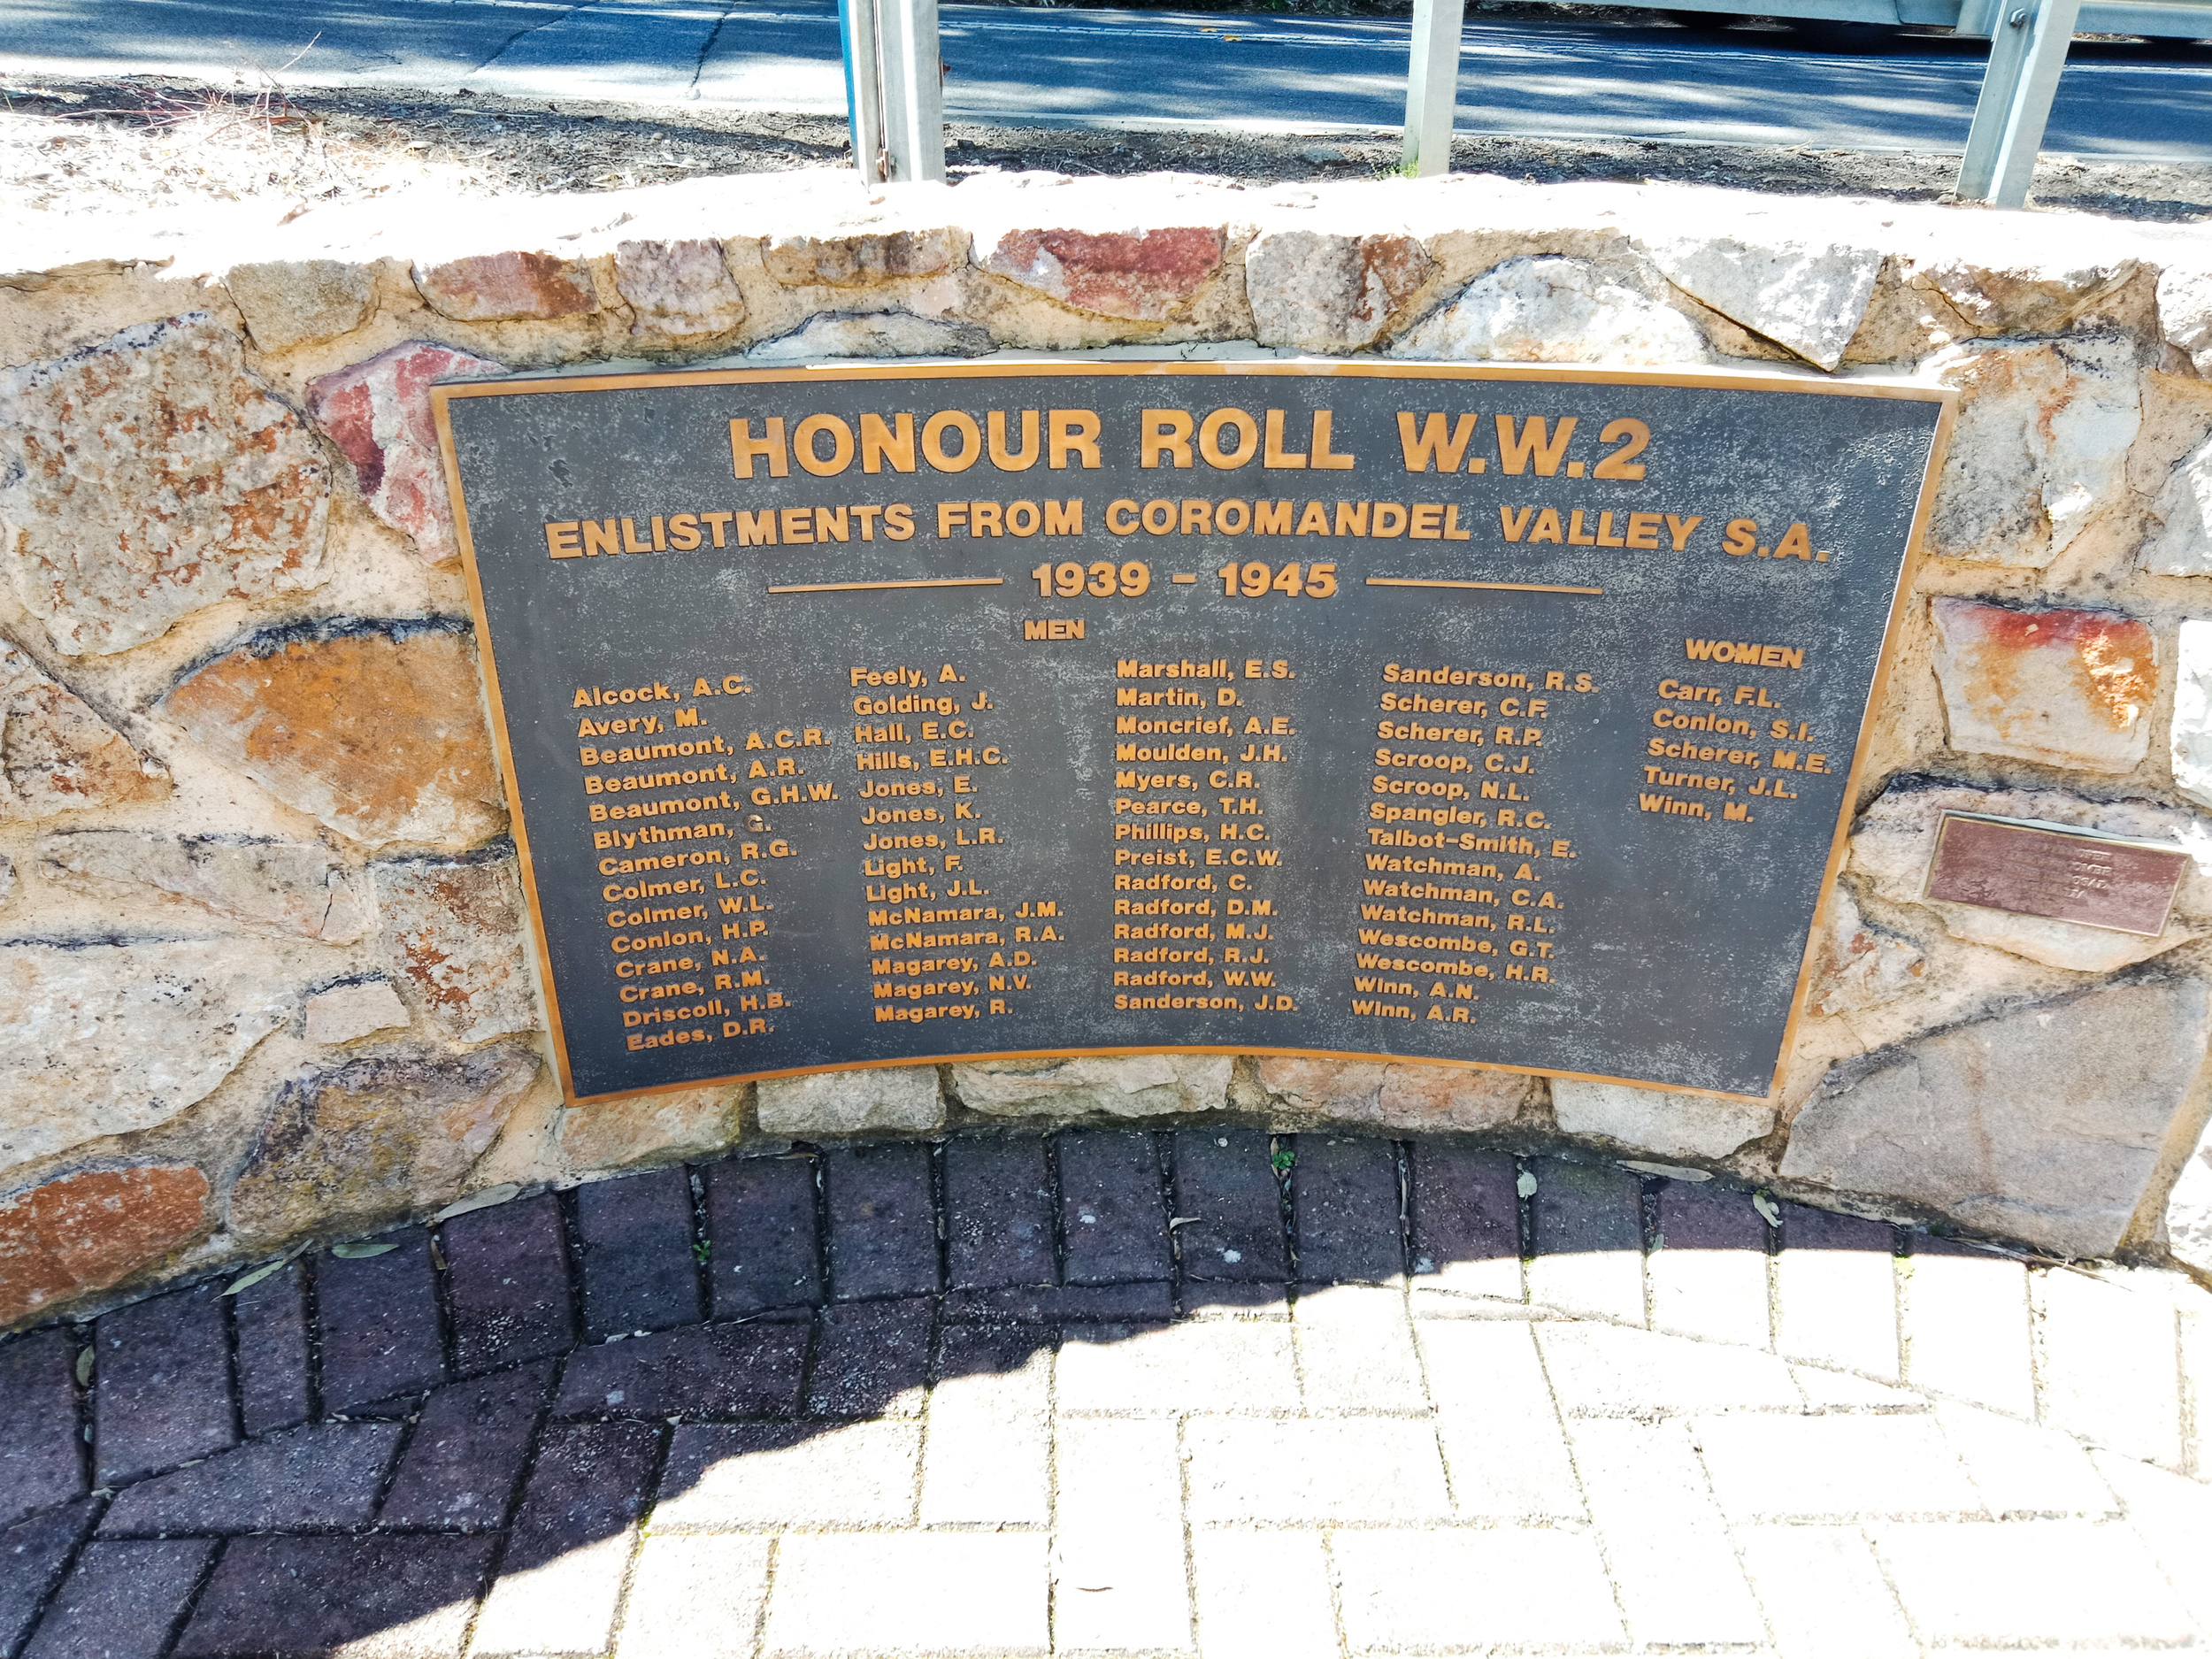 HONOUR ROLL W.W.2
ENLISTMENTS FROM COROMANDEL VALLEY S.A.
1939 - 1945
MEN
Alcock, A.C.
Avery, M.
Beaumont, A.C.R.
Beaumont, A.R.
Beaumont, G.H.W.
Blythman, G.
Cameron, R.G.
Colmer, L.C.
Colmer, W.L.
Conlon, H.P.
Crane, N.A.
Crane, R.M.
Driscoll, H.B.
Eades, D.R.
Feely, A.
Golding, J.
Hall, E.C.
Hills, E.H.C.
Jones, E.
Jones, K.
Jones, L.R.
Light, F.
Light, J.L.
McNamara, J.M.
McNamara, R.A.
Magarey, A.D.
Magarey, N.V.
Magarey, R.
Marshall, E.S.
Martin, D.
Moncrief, A.E.
Moulden, J.H.
Myers, C.R.
Pearce, T.H.
Phillips, H.C.
Preist, E.C.W.
Radford, C.
Radford, D.M.
Radford, M.J.
Radford, R.J.
Radford, W.W.
Sanderson, J.D.
Sanderson, R.S.
Scherer, C.F.
Scherer, R.P.
Scroop, C.J.
Scroop, N.L.
Spangler, R.C.
Talbot-Smith, E.
Watchman, A.
Watchman, C.A.
Watchman, R.L.
Wescombe, G.T.
Wescombe, H.R.
Winn, A.N.
Winn, A.R.
WOMEN
Carr, F.L.
Conlon, S.I.
Scherer, M.E.
Turner, J.L.
Winn, M.